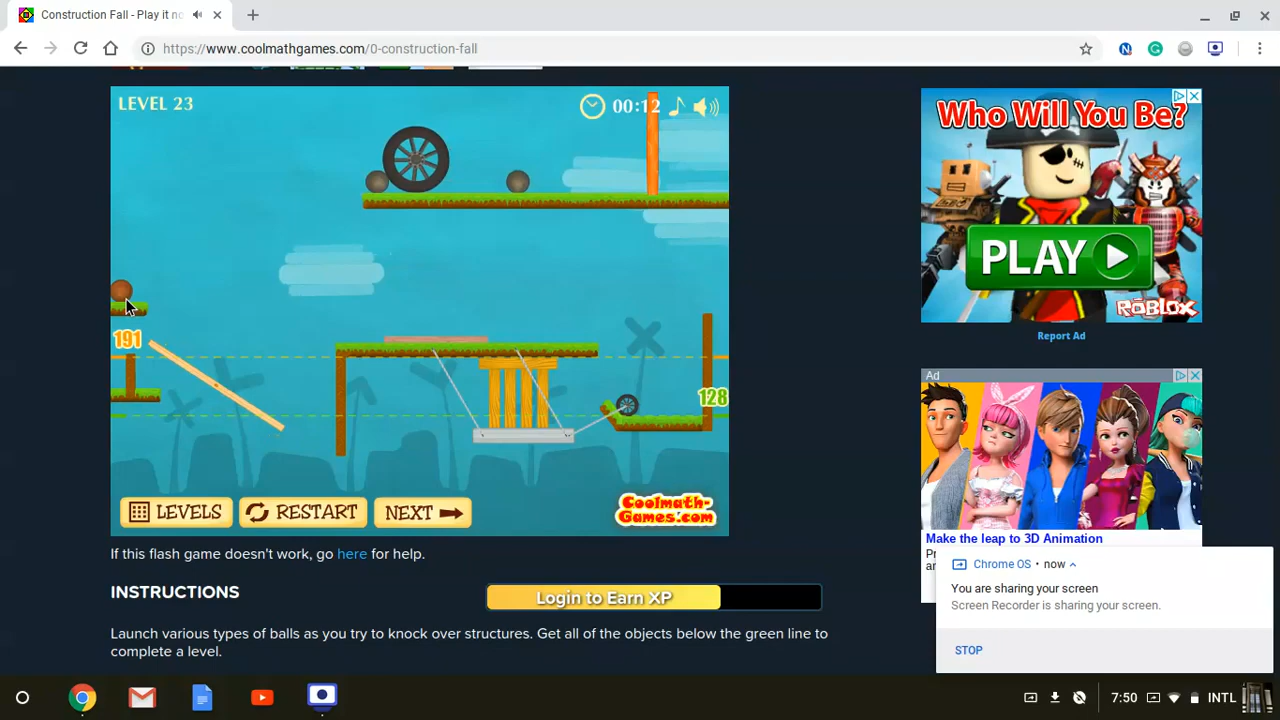 Construction Fall - Play it no
https://www.coolmathgames.com/0-construction-fall
LEVEL 23
00:12
191
128
LEVELS
RESTART
NEXT
Coolmath-
Games.com
If this flash game doesn't work, go here for help.
INSTRUCTIONS
Login to Earn XP
Launch various types of balls as you try to knock over structures. Get all of the objects below the green line to
complete a level.
Who Will You Be?
PLAY
ROBLOX
Report Ad
Ad
Make the leap to 3D Animation
Chrome OS • now
You are sharing your screen
Screen Recorder is sharing your screen.
STOP
7:50
INTL